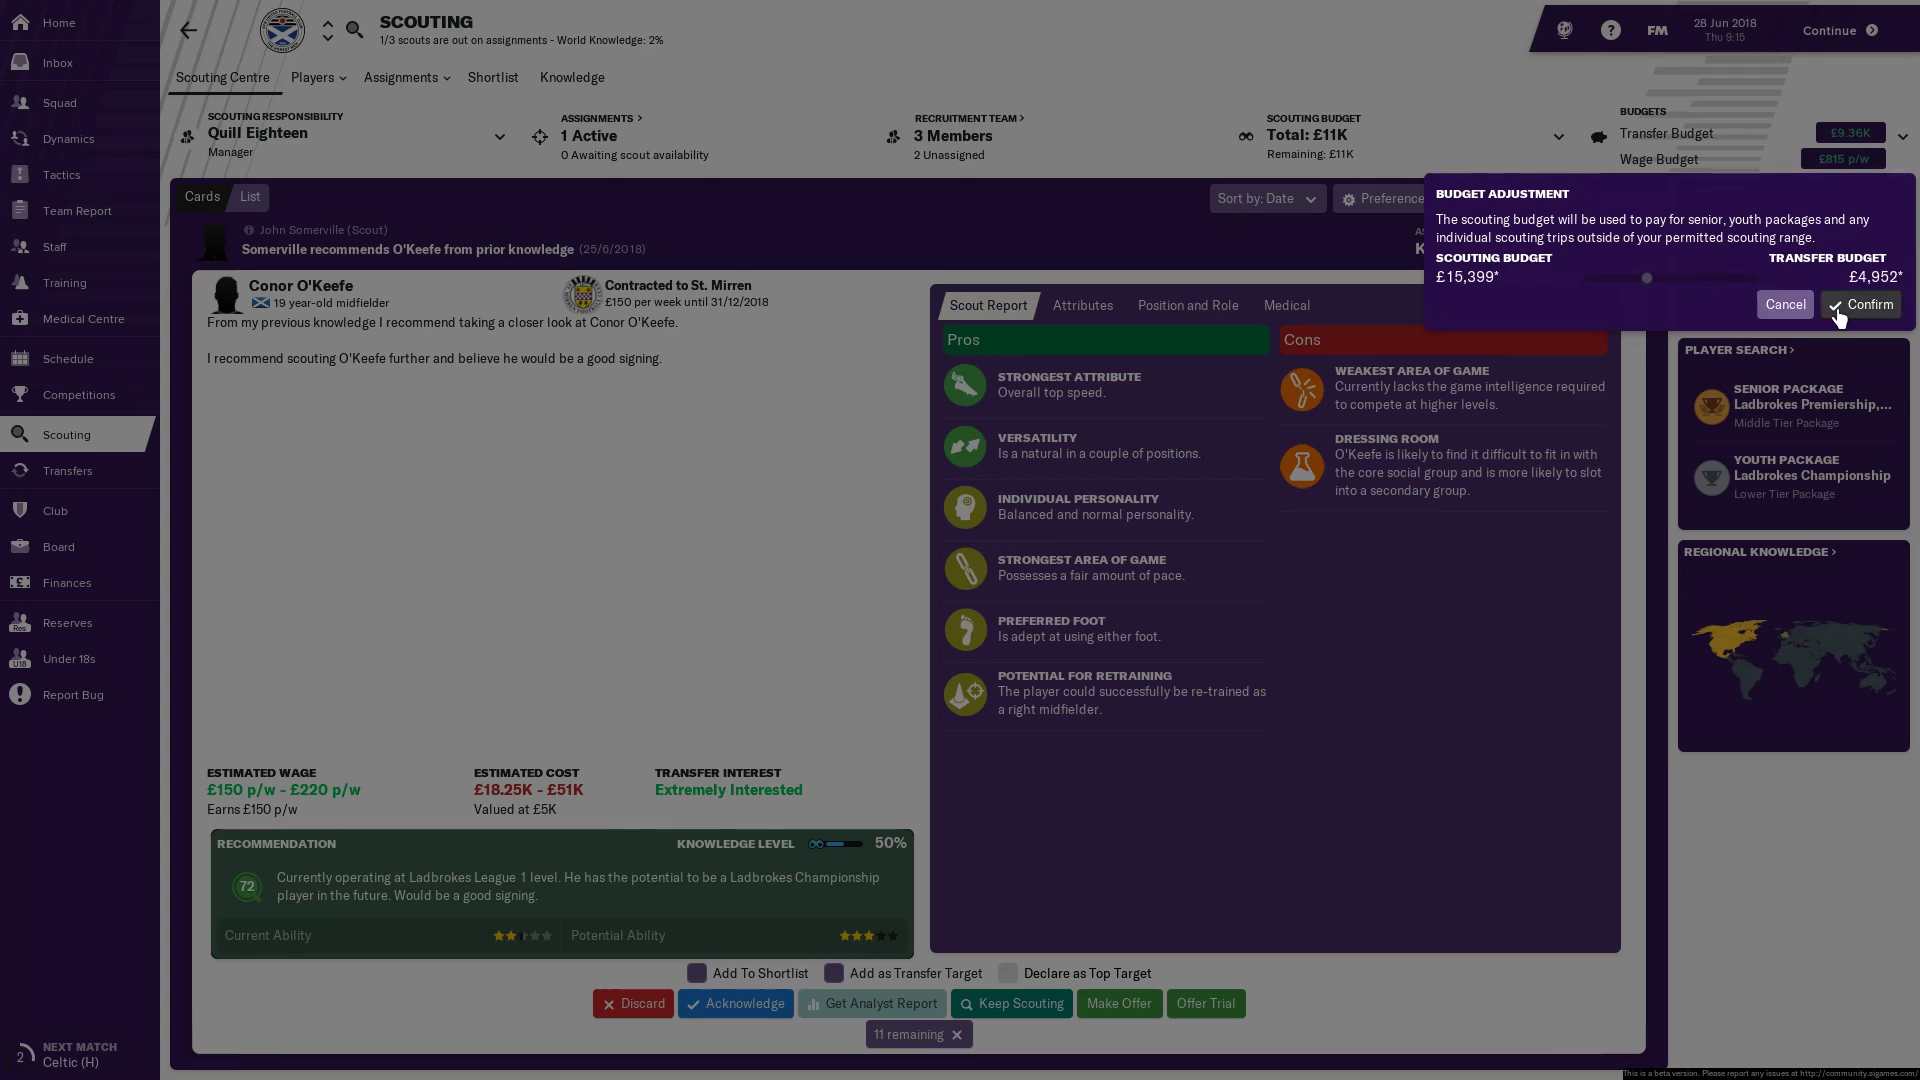 Home
Inbox
Squad
Dynamics
Tactics
Team Report
Staff
Training
Medical Centre
Schedule
Competitions
Scouting
Transfers
Club
Board
Finances
Reserves
Under 18s
Report Bug
2
NEXT MATCH
Celtic (H)
SCOUTING
1/3 scouts are out on assignments - World Knowledge: 2%
FM
28 Jun 2018
Thu 9:15
Continue
Scouting Centre
Players
Assignments
Shortlist
Knowledge
SCOUTING RESPONSIBILITY
Quill Eighteen
Manager
ASSIGNMENTS >
1 Active
0 Awaiting scout availability
RECRUITMENT TEAM >
3 Members
2 Unassigned
SCOUTING BUDGET
Total: £11K
Remaining: £11K
BUDGETS
Transfer Budget £9.36K
Wage Budget £815 p/w
Cards
List
Sort by: Date
Preference
BUDGET ADJUSTMENT
The scouting budget will be used to pay for senior, youth packages and any
individual scouting trips outside of your permitted scouting range.
SCOUTING BUDGET TRANSFER BUDGET
£15,399* £4,952*
Cancel
Confirm
John Somerville (Scout)
Somerville recommends O'Keefe from prior knowledge (25/6/2018)
Conor O'Keefe
19 year-old midfielder
Contracted to St. Mirren
£150 per week until 31/12/2018
From my previous knowledge I recommend taking a closer look at Conor O'Keefe.
I recommend scouting O'Keefe further and believe he would be a good signing.
ESTIMATED WAGE
£150 p/w - £220 p/w
Earns £150 p/w
ESTIMATED COST
£18.25K - £51K
Valued at £5K
TRANSFER INTEREST
Extremely Interested
RECOMMENDATION
KNOWLEDGE LEVEL 50%
72
Currently operating at Ladbrokes League 1 level. He has the potential to be a Ladbrokes Championship
player in the future. Would be a good signing.
Current Ability
Potential Ability
Scout Report
Attributes
Position and Role
Medical
Pros
STRONGEST ATTRIBUTE
Overall top speed.
VERSATILITY
Is a natural in a couple of positions.
INDIVIDUAL PERSONALITY
Balanced and normal personality.
STRONGEST AREA OF GAME
Possesses a fair amount of pace.
PREFERRED FOOT
Is adept at using either foot.
POTENTIAL FOR RETRAINING
The player could successfully be re-trained as
a right midfielder.
Cons
WEAKEST AREA OF GAME
Currently lacks the game intelligence required
to compete at higher levels.
DRESSING ROOM
O'Keefe is likely to find it difficult to fit in with
the core social group and is more likely to slot
into a secondary group.
Add To Shortlist
Add as Transfer Target
Declare as Top Target
Discard
Acknowledge
Get Analyst Report
Keep Scouting
Make Offer
Offer Trial
11 remaining
PLAYER SEARCH >
SENIOR PACKAGE
Ladbrokes Premiership,...
Middle Tier Package
YOUTH PACKAGE
Ladbrokes Championship
Lower Tier Package
REGIONAL KNOWLEDGE >
This is a beta version. Please report any issues at http://community.sigames.com/